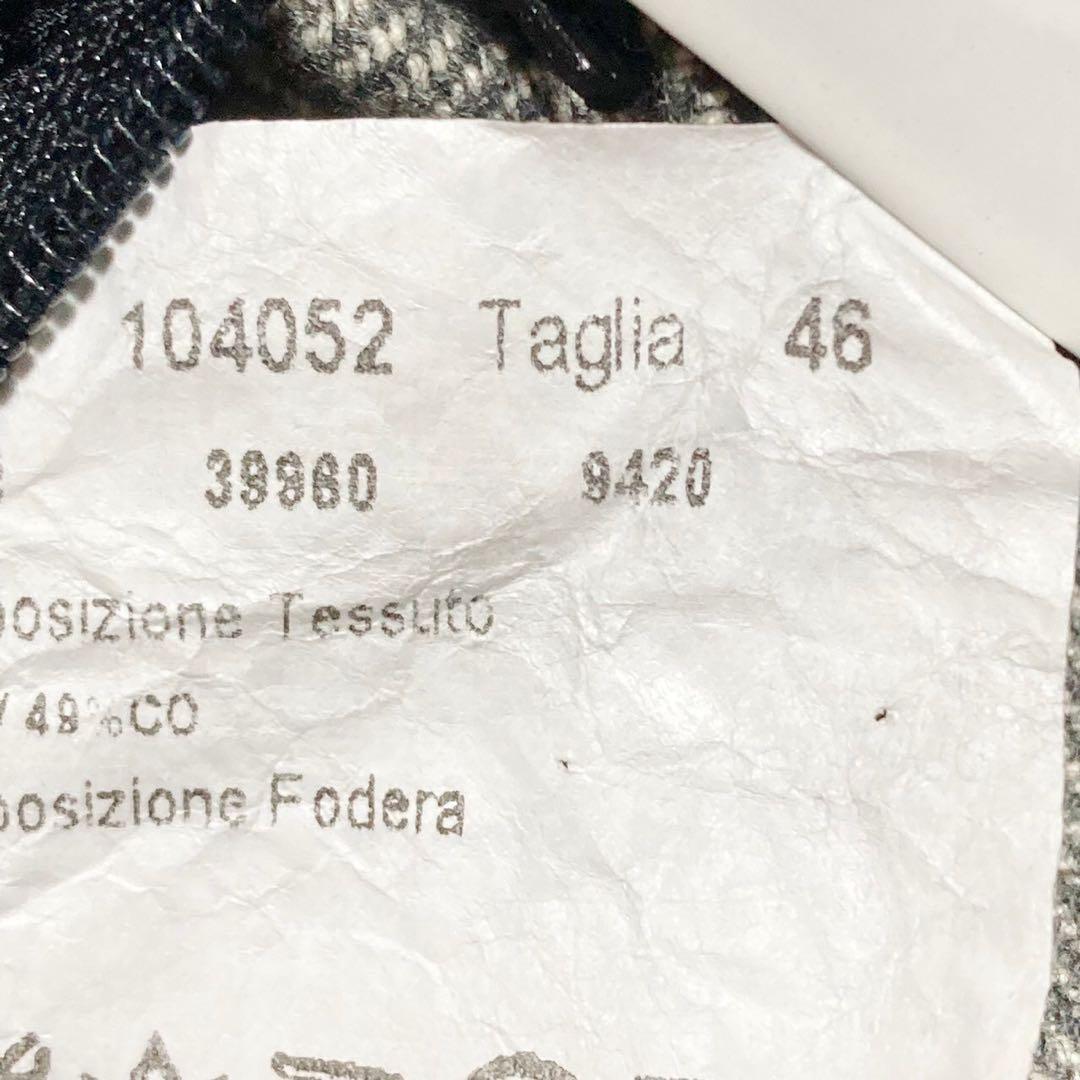 104052 Taglia 46
39960 9420
posizione Tessuto
/ 49%CO
posizione Fodera